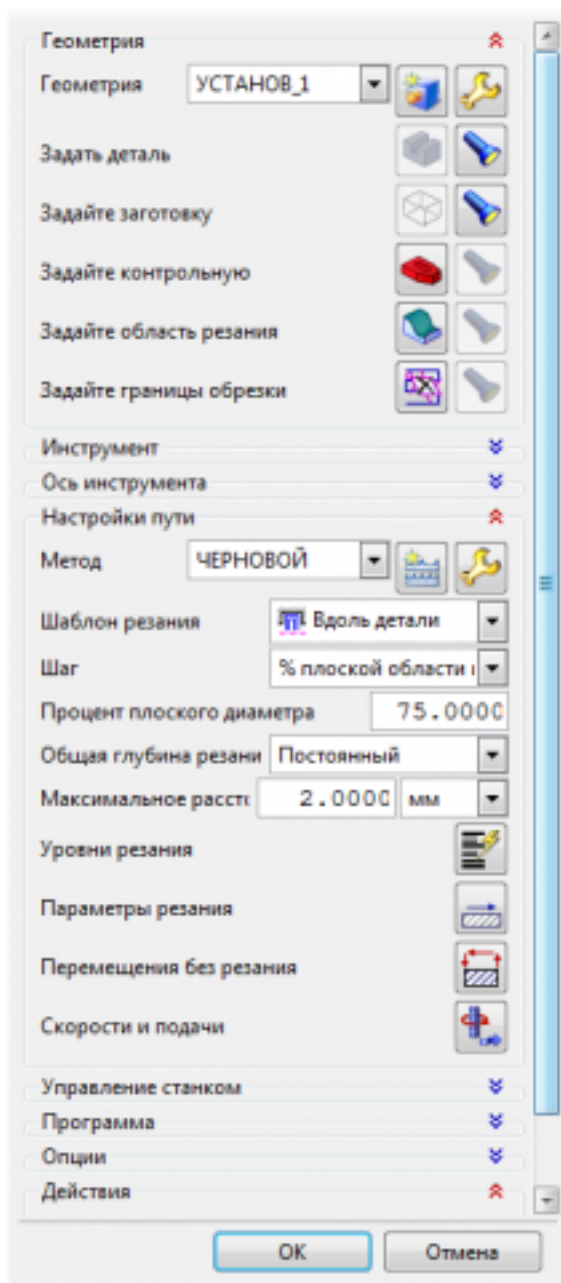 Геометрия
Геометрия УСТАНОВ_1
Задать деталь
Задайте заготовку
Задайте контрольную
Задайте область резания
Задайте границы обрезки
Инструмент
Ось инструмента
Настройки пути
Метод ЧЕРНОВОЙ
Шаблон резания Вдоль детали
Шаг % плоской области
Процент плоского диаметра 75.0000
Общая глубина резани Постоянный
Максимальное расстс 2.0000 мм
Уровни резания
Параметры резания
Перемещения без резания
Скорости и подачи
Управление станком
Программа
Опции
Действия
ОК Отмена